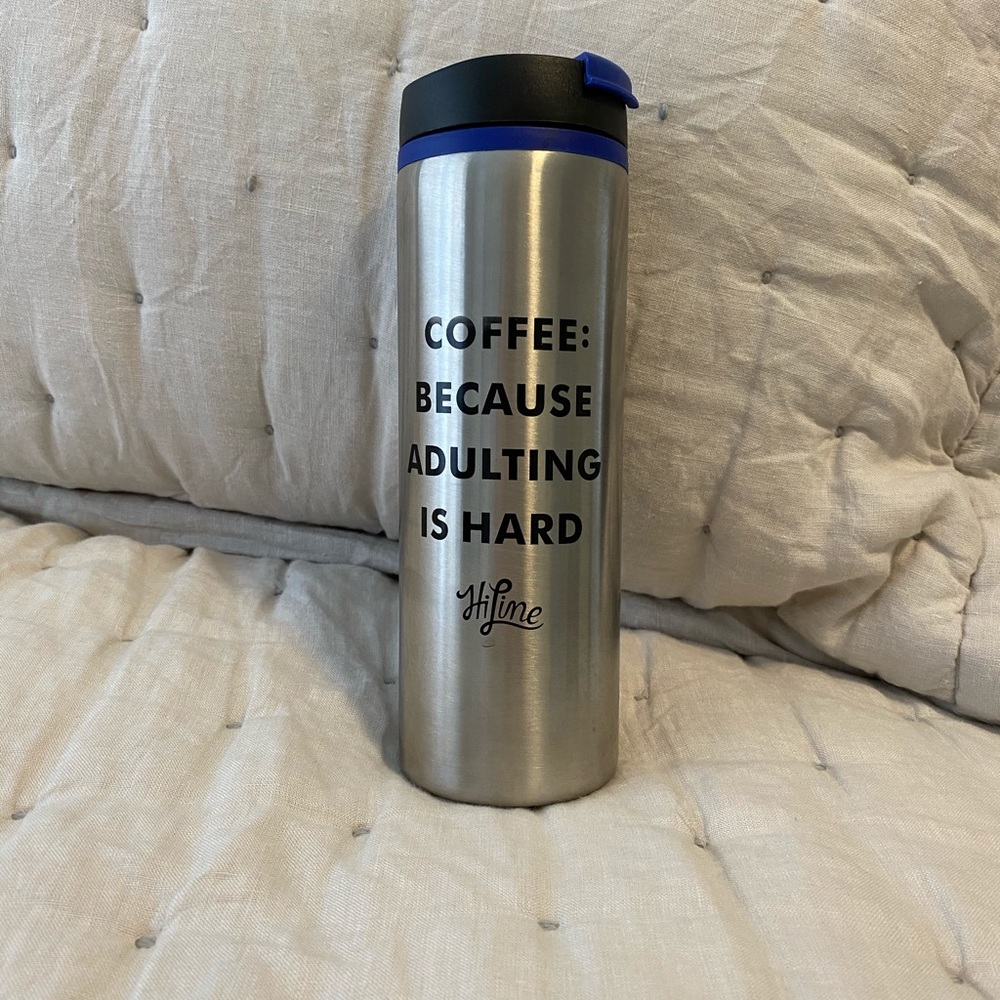 COFFEE:
BECAUSE
ADULTING
IS HARD
HiLine